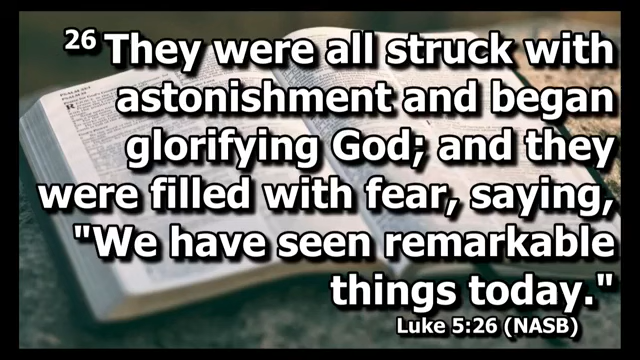 26 They were all struck with
astonishment and began
glorifying God; and they
were filled with fear, saying,
"We have seen remarkable
things today."
Luke 5:26 (NASB)